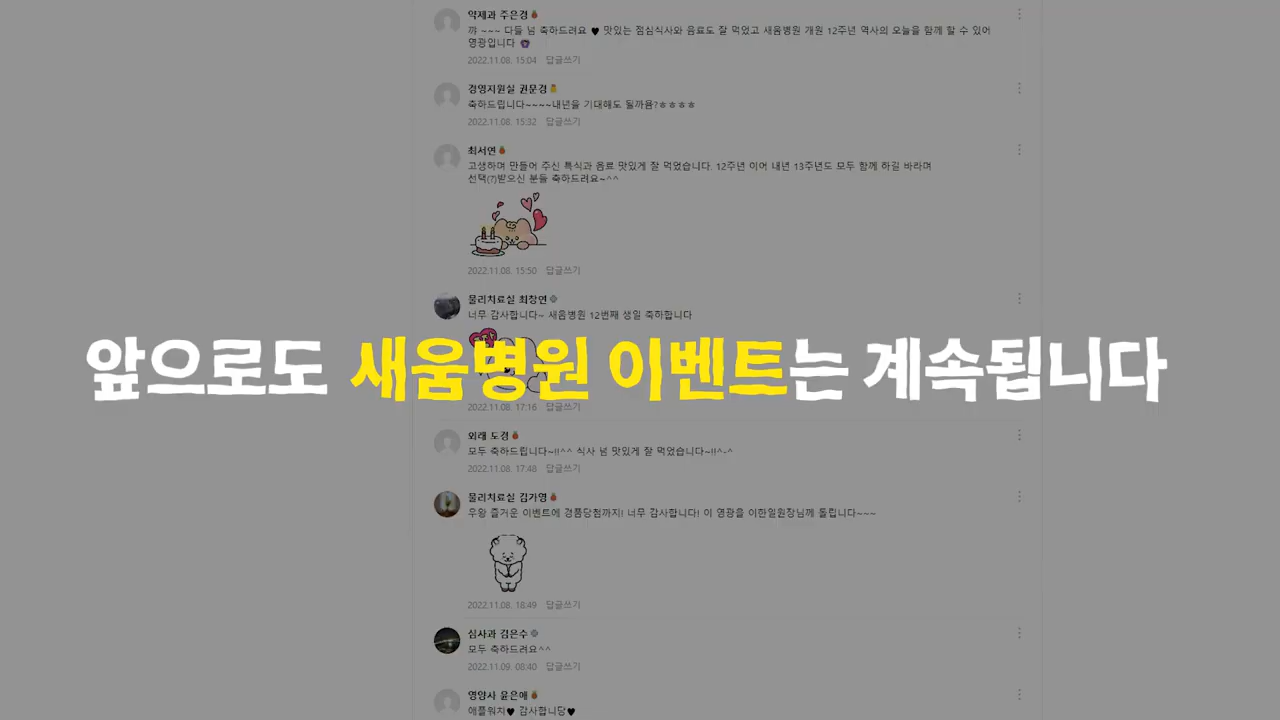 약제과 주은경
꺄 ~~~ 다들 넘 축하드려요 ♥ 맛있는 점심식사와 음료도 잘 먹었고 새움병원 개원 12주년 역사의 오늘을 함께 할 수 있어
영광입니다
2022.11.08. 15:04 답글쓰기
경영지원실 권문경
축하드립니다~~~~내년을 기대해도 될까욤?ㅎㅎㅎㅎ
2022.11.08. 15:32 답글쓰기
최서연
고생하며 만들어 주신 특식과 음료 맛있게 잘 먹었습니다. 12주년 이어 내년 13주년도 모두 함께 하길 바라며
선택(?)받으신 분들 축하드려요~^^
2022.11.08. 15:50 답글쓰기
물리치료실 최창연
너무 감사합니다~ 새움병원 12번째 생일 축하합니다
앞으로도 새움병원 이벤트는 계속됩니다
2022.11.08. 17:16 답글쓰기
외래 도경
모두 축하드립니다~!!^^ 식사 넘 맛있게 잘 먹었습니다~!!^-^
2022.11.08. 17:48 답글쓰기
물리치료실 김가영
우왕 즐거운 이벤트에 경품당첨까지! 너무 감사합니다! 이 영광을 이한일원장님께 돌립니다~~~
2022.11.08. 18:49 답글쓰기
심사과 김은수
모두 축하드려요^^
2022.11.09. 08:40 답글쓰기
영양사 윤은애
애플워치♥ 감사합니당♥